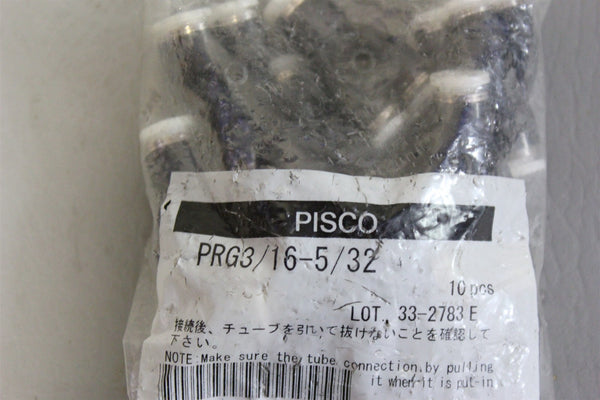 PISCO
PRG3/16-5/32
10 pcs
LOT. 33-2783 E
接続後、チューブを引いて抜けないことを確認して
下さい。
NOTE:Make sure the tube connection by pulling
it when it is put-in